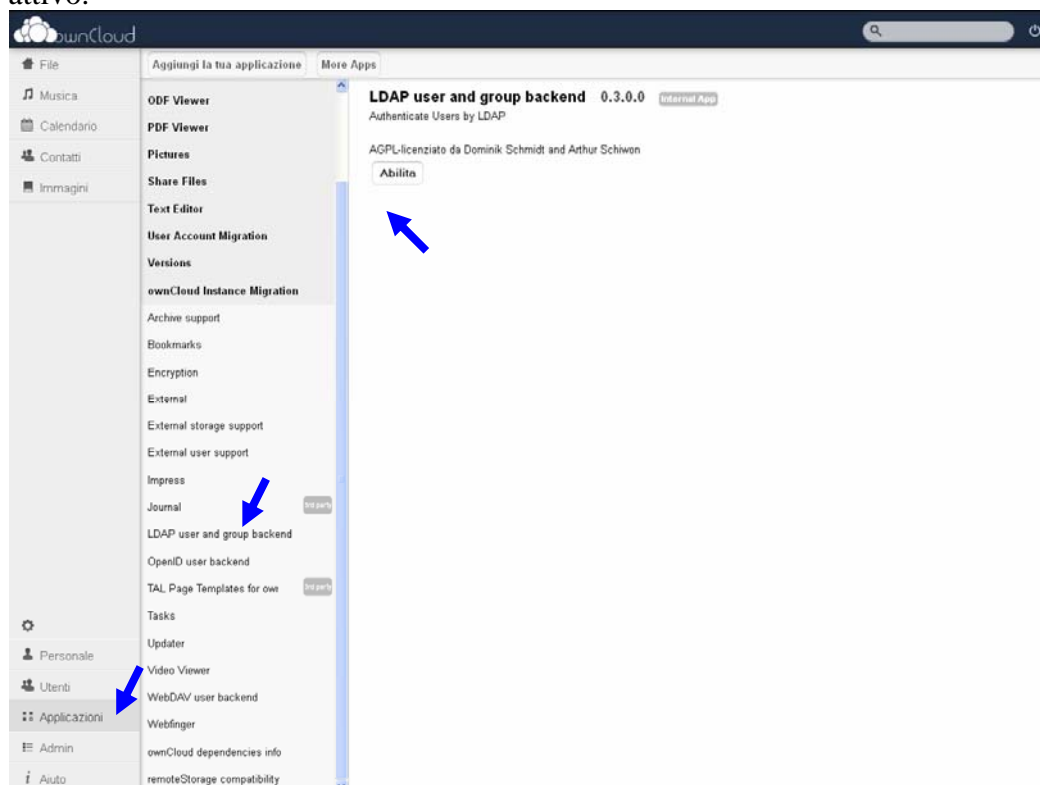 attivo.
ownCloud
File
Musica
Calendario
Contatti
Immagini
Personale
Utenti
Applicazioni
Admin
Aiuto
Aggiungi la tua applicazione
More Apps
ODF Viewer
PDF Viewer
Pictures
Share Files
Text Editor
User Account Migration
Versions
ownCloud Instance Migration
Archive support
Bookmarks
Encryption
External
External storage support
External user support
Impress
Journal 3rd party
LDAP user and group backend
OpenID user backend
TAL Page Templates for own 3rd party
Tasks
Updater
Video Viewer
WebDAV user backend
Webfinger
ownCloud dependencies info
remoteStorage compatibility
LDAP user and group backend 0.3.0.0 Internal App
Authenticate Users by LDAP
AGPL-licenziato da Dominik Schmidt and Arthur Schiwon
Abilita